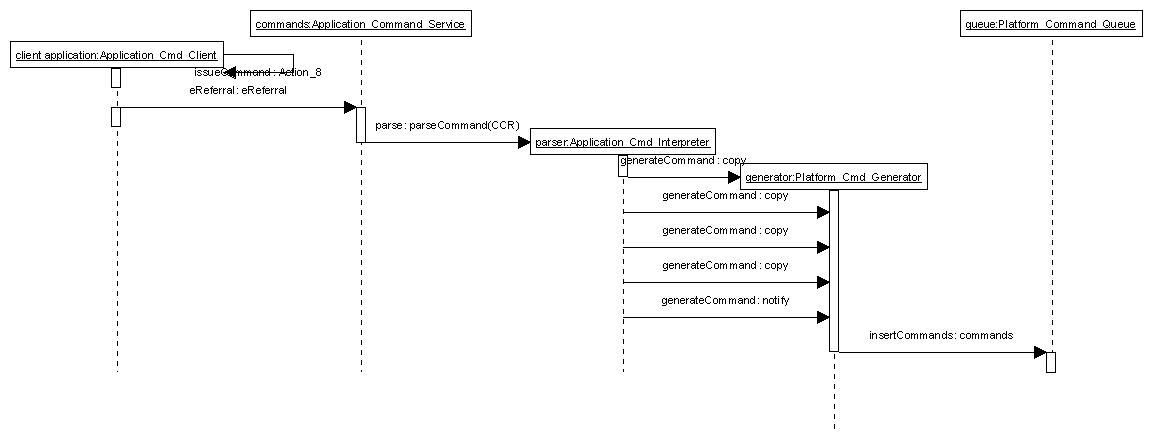 commands:Application_Command_Service
queue:Platform_Command_Queue
client application:Application_Cmd_Client
issueCommand : Action_8
eReferral : eReferral
parse : parseCommand(CCR)
parser:Application_Cmd_Interpreter
generateCommand : copy
generator:Platform_Cmd_Generator
generateCommand : copy
generateCommand : copy
generateCommand : copy
generateCommand : notify
insertCommands : commands